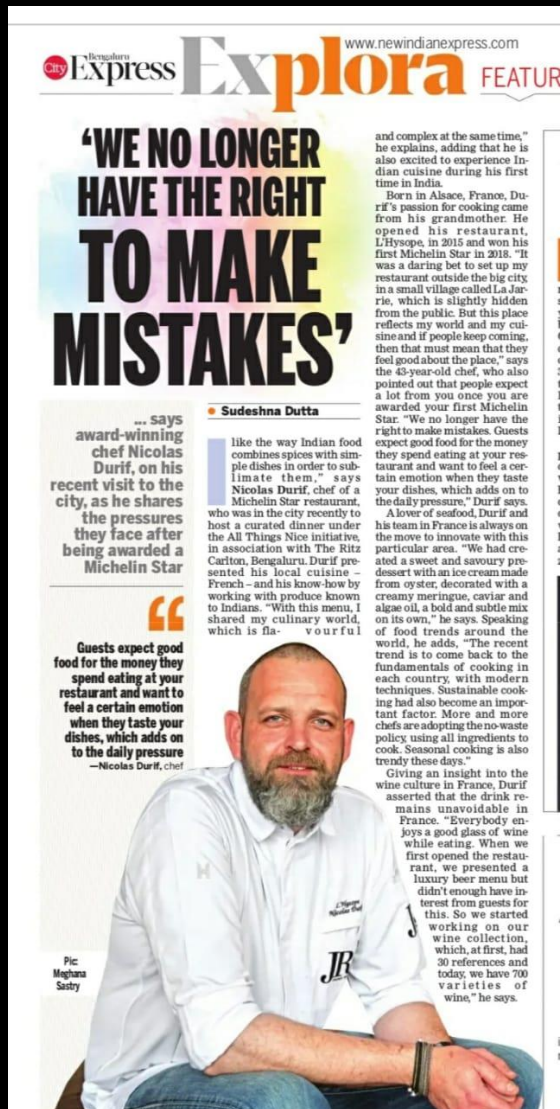 www.newindianexpress.com
City
Bengaluru
Express
Explora
FEATUR
‘WE NO LONGER
HAVE THE RIGHT
TO MAKE
MISTAKES’
... says
award-winning
chef Nicolas
Durif, on his
recent visit to the
city, as he shares
the pressures
they face after
being awarded a
Michelin Star
“
Guests expect good
food for the money they
spend eating at your
restaurant and want to
feel a certain emotion
when they taste your
dishes, which adds on
to the daily pressure
—Nicolas Durif, chef
Pic:
Meghana
Sastry
Sudeshna Dutta
I like the way Indian food
combines spices with sim-
ple dishes in order to sub-
limate them,” says
Nicolas Durif, chef of a
Michelin Star restaurant,
who was in the city recently to
host a curated dinner under
the All Things Nice initiative,
in association with The Ritz
Carlton, Bengaluru. Durif pre-
sented his local cuisine –
French – and his know-how by
working with produce known
to Indians. “With this menu, I
shared my culinary world,
which is fla- vourful
and complex at the same time,”
he explains, adding that he is
also excited to experience In-
dian cuisine during his first
time in India.
Born in Alsace, France, Du-
rif’s passion for cooking came
from his grandmother. He
opened his restaurant,
L’Hysope, in 2015 and won his
first Michelin Star in 2018. “It
was a daring bet to set up my
restaurant outside the big city,
in a small village called La Jar-
rie, which is slightly hidden
from the public. But this place
reflects my world and my cui-
sine and if people keep coming,
then that must mean that they
feel good about the place,” says
the 43-year-old chef, who also
pointed out that people expect
a lot from you once you are
awarded your first Michelin
Star. “We no longer have the
right to make mistakes. Guests
expect good food for the money
they spend eating at your res-
taurant and want to feel a cer-
tain emotion when they taste
your dishes, which adds on to
the daily pressure,” Durif says.
A lover of seafood, Durif and
his team in France is always on
the move to innovate with this
particular area. “We had cre-
ated a sweet and savoury pre-
dessert with an ice cream made
from oyster, decorated with a
creamy meringue, caviar and
algae oil, a bold and subtle mix
on its own,” he says. Speaking
of food trends around the
world, he adds, “The recent
trend is to come back to the
fundamentals of cooking in
each country, with modern
techniques. Sustainable cook-
ing had also become an impor-
tant factor. More and more
chefs are adopting the no-waste
policy, using all ingredients to
cook. Seasonal cooking is also
trendy these days.”
Giving an insight into the
wine culture in France, Durif
asserted that the drink re-
mains unavoidable in
France. “Everybody en-
joys a good glass of wine
while eating. When we
first opened the restau-
rant, we presented a
luxury beer menu but
didn’t enough have in-
terest from guests for
this. So we started
working on our
wine collection,
which, at first, had
30 references and
today, we have 700
varieties of
wine,” he says.
JR